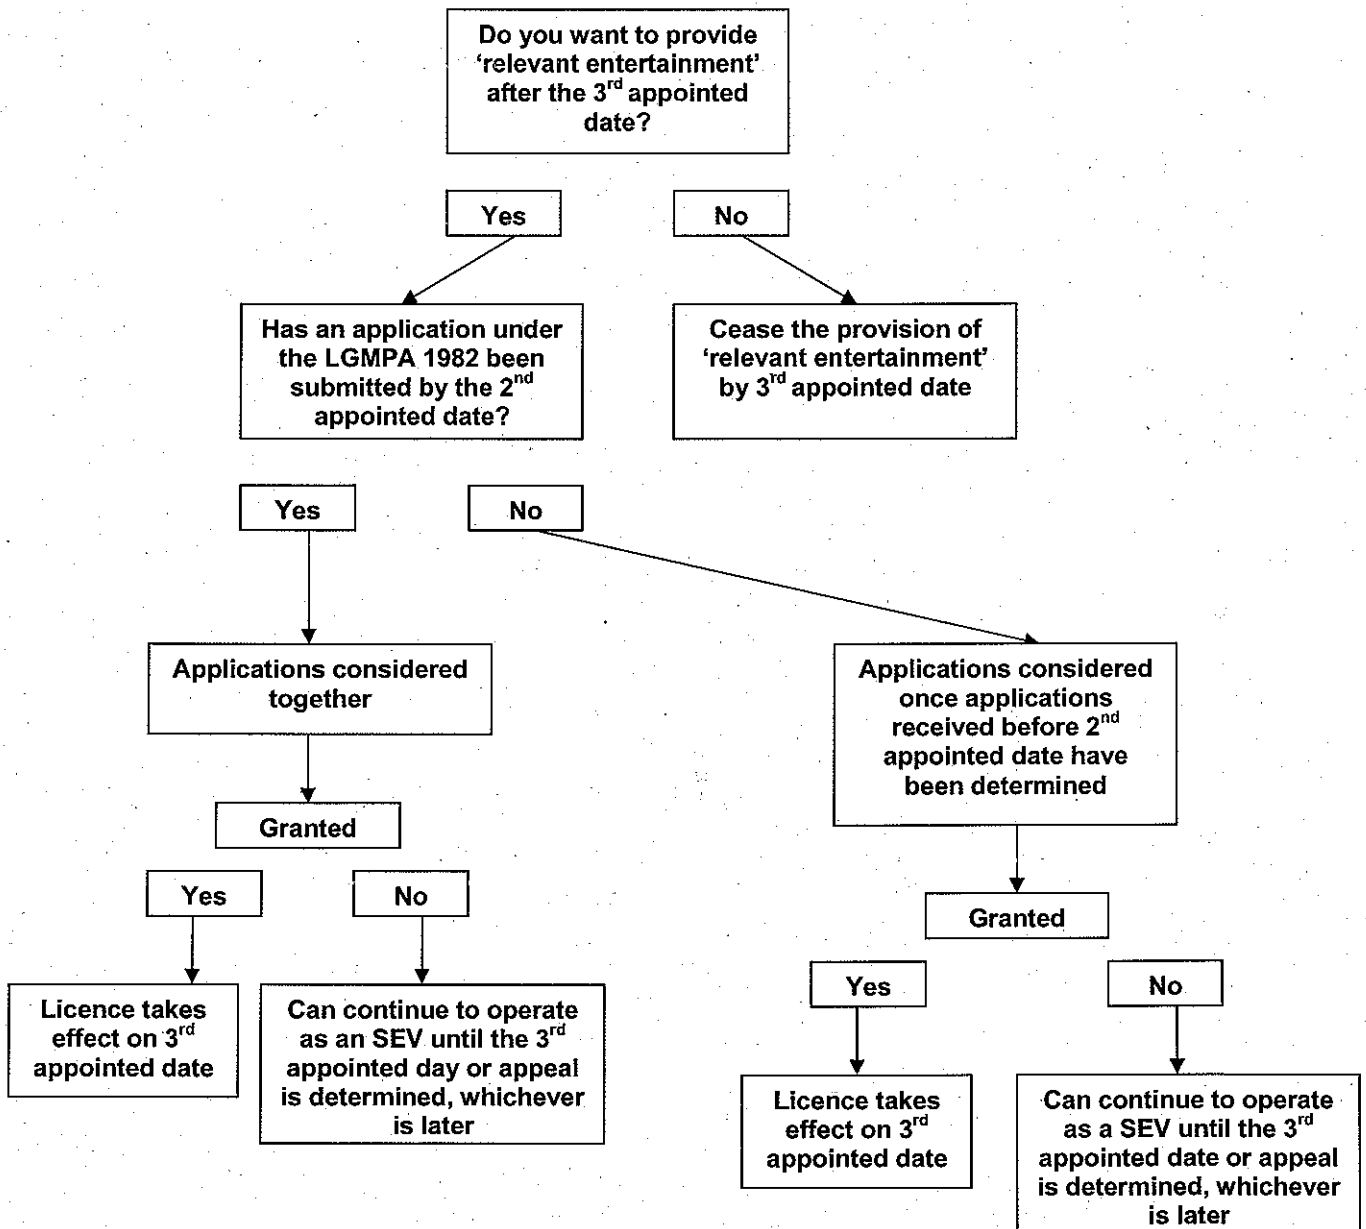 Do you want to provide
‘relevant entertainment’
after the 3rd appointed
date?
Yes
No
Has an application under
the LGMPA 1982 been
submitted by the 2nd
appointed date?
Cease the provision of
‘relevant entertainment’
by 3rd appointed date
Yes
No
Applications considered
together
Applications considered
once applications
received before 2nd
appointed date have
been determined
Granted
Yes
No
Granted
Licence takes
effect on 3rd
appointed date
Can continue to operate
as an SEV until the 3rd
appointed day or appeal
is determined, whichever
is later
Yes
No
Licence takes
effect on 3rd
appointed date
Can continue to operate
as a SEV until the 3rd
appointed date or appeal
is determined, whichever
is later